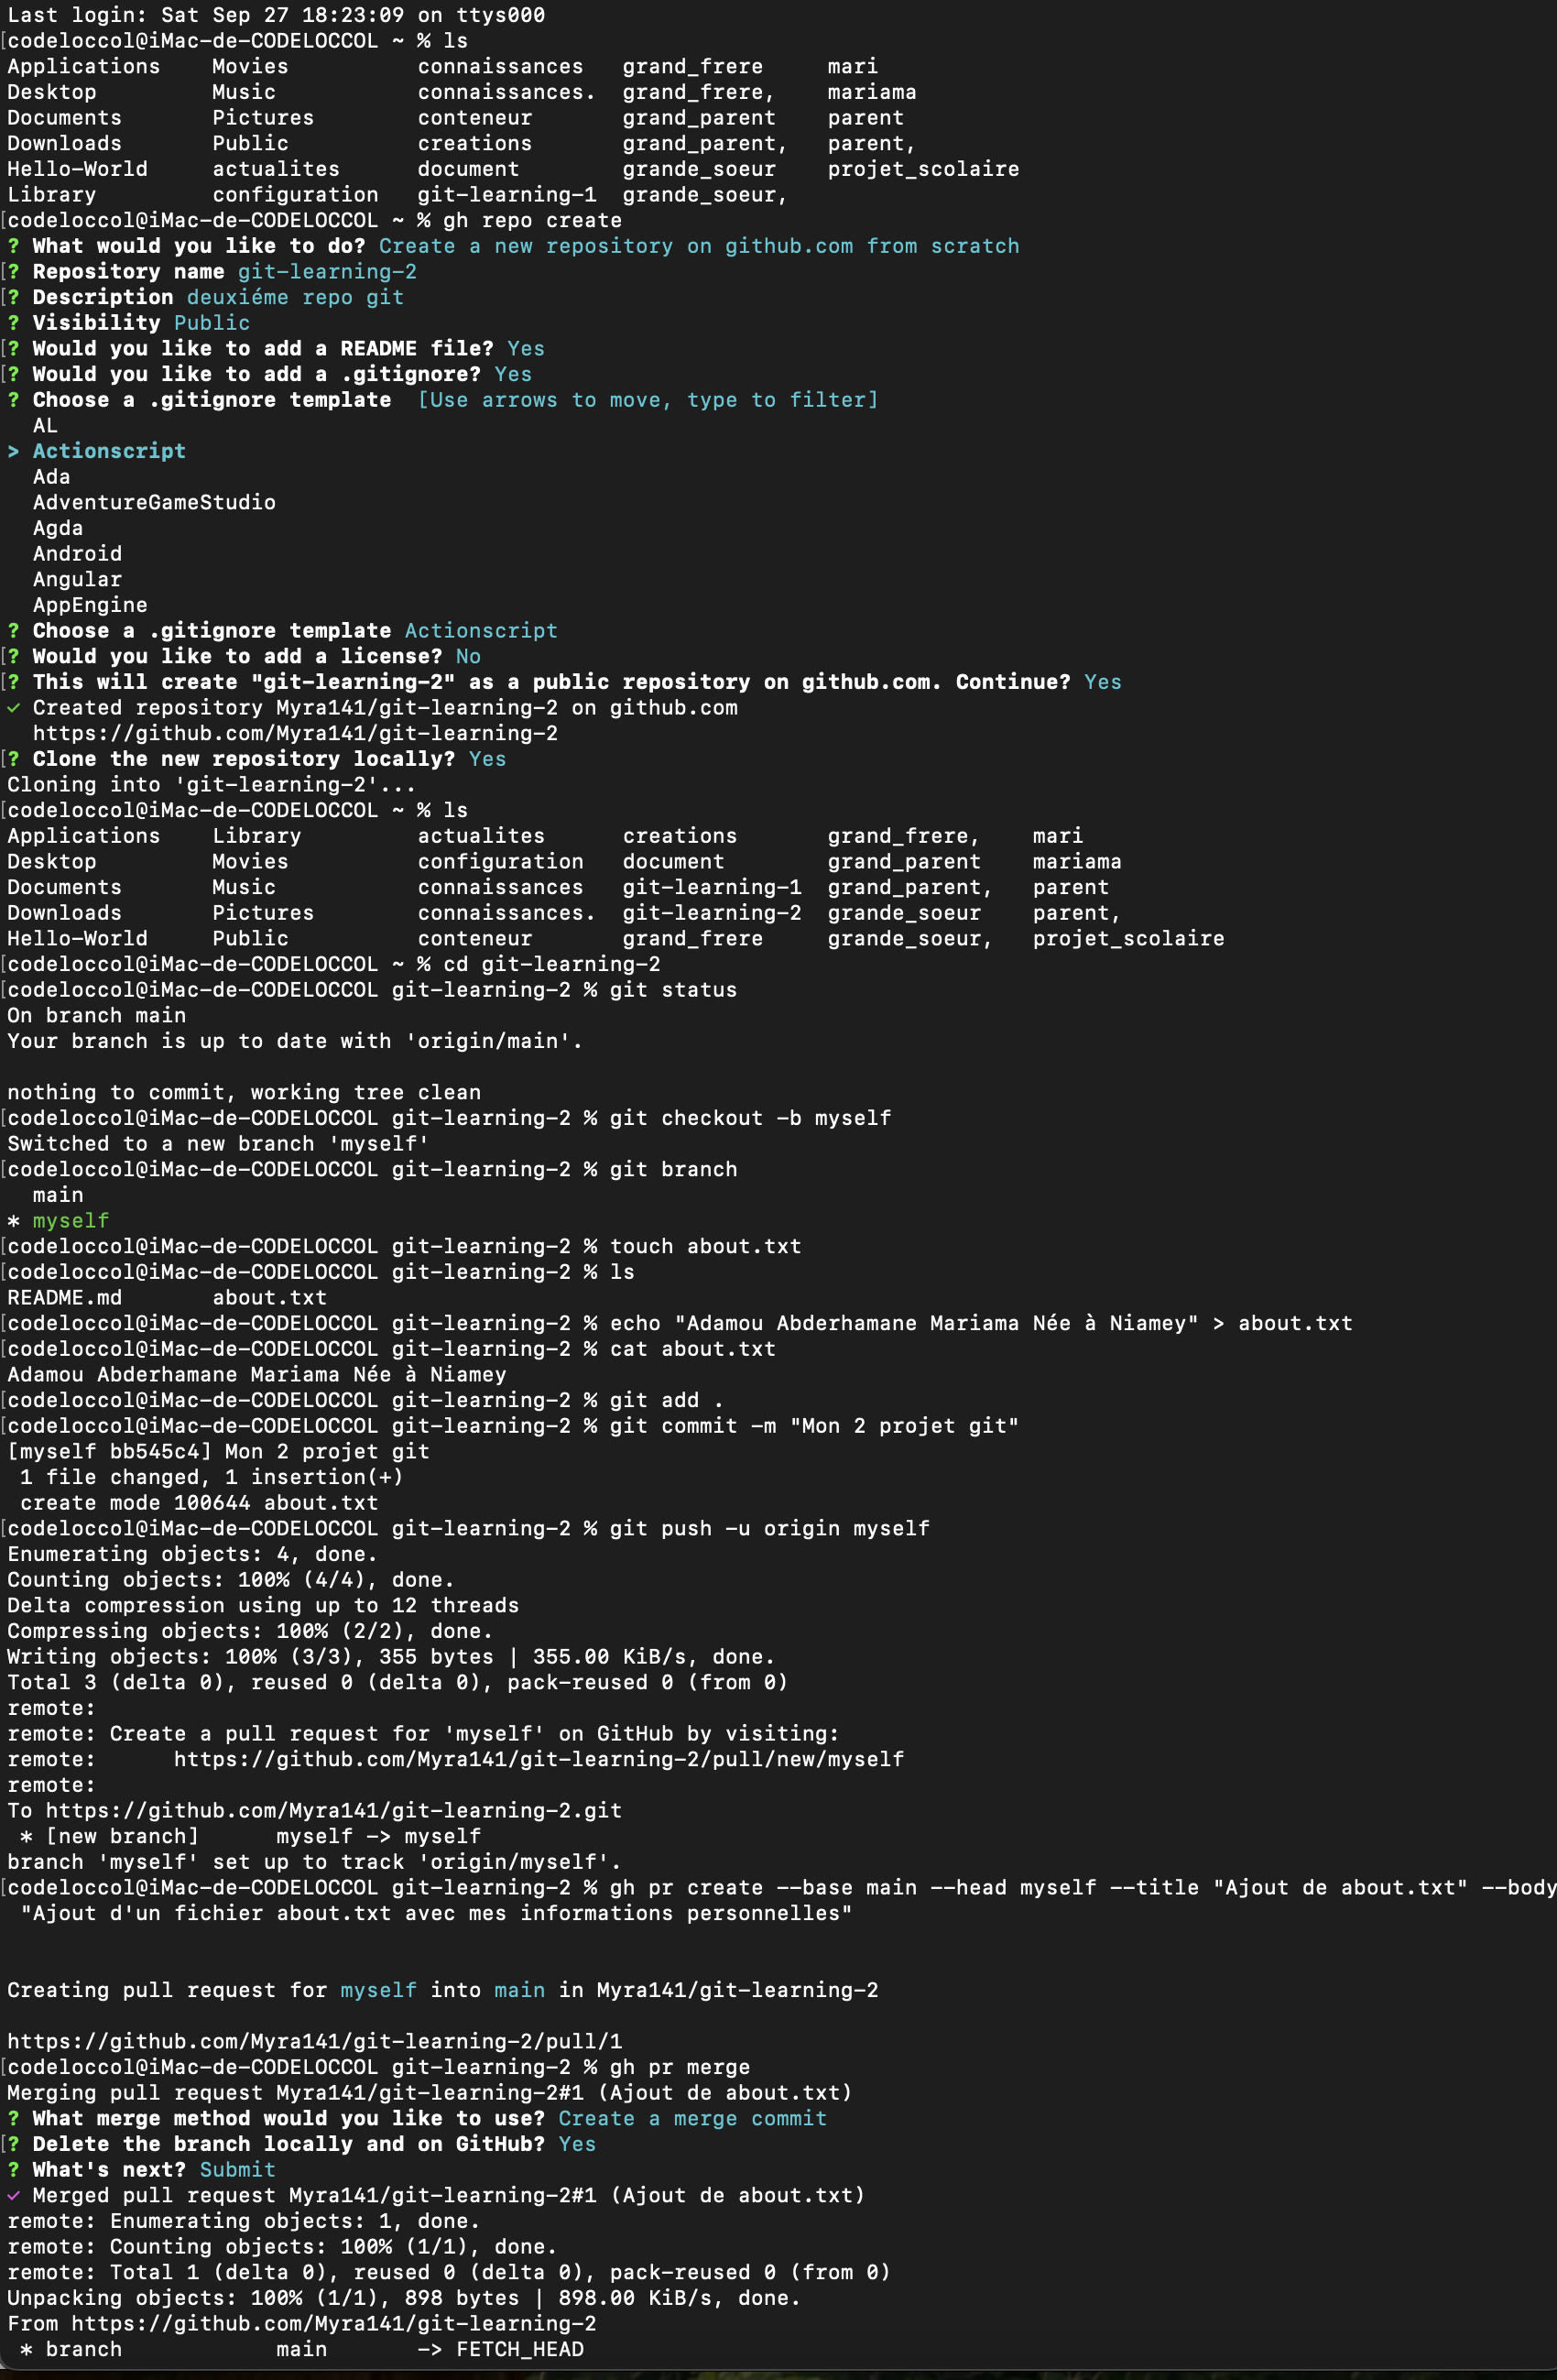 Last login: Sat Sep 27 18:23:09 on ttys000
[codeloccol@iMac-de-CODELOCCOL ~ % ls
Applications Movies connaissances grand_frere mari
Desktop Music connaissances. grand_frere, mariama
Documents Pictures conteneur grand_parent parent
Downloads Public creations grand_parent, parent,
Hello-World actualites document grande_soeur projet_scolaire
Library configuration git-learning-1 grande_soeur,
[codeloccol@iMac-de-CODELOCCOL ~ % gh repo create
? What would you like to do? Create a new repository on github.com from scratch
[? Repository name git-learning-2
[? Description deuxiéme repo git
? Visibility Public
[? Would you like to add a README file? Yes
[? Would you like to add a .gitignore? Yes
? Choose a .gitignore template [Use arrows to move, type to filter]
AL
> Actionscript
Ada
AdventureGameStudio
Agda
Android
Angular
AppEngine
? Choose a .gitignore template Actionscript
[? Would you like to add a license? No
[? This will create "git-learning-2" as a public repository on github.com. Continue? Yes
✓ Created repository Myra141/git-learning-2 on github.com
https://github.com/Myra141/git-learning-2
[? Clone the new repository locally? Yes
Cloning into 'git-learning-2'...
[codeloccol@iMac-de-CODELOCCOL ~ % ls
Applications Library actualites creations grand_frere, mari
Desktop Movies configuration document grand_parent mariama
Documents Music connaissances git-learning-1 grand_parent, parent
Downloads Pictures connaissances. git-learning-2 grande_soeur parent,
Hello-World Public conteneur grand_frere grande_soeur, projet_scolaire
[codeloccol@iMac-de-CODELOCCOL ~ % cd git-learning-2
[codeloccol@iMac-de-CODELOCCOL git-learning-2 % git status
On branch main
Your branch is up to date with 'origin/main'.
nothing to commit, working tree clean
[codeloccol@iMac-de-CODELOCCOL git-learning-2 % git checkout -b myself
Switched to a new branch 'myself'
[codeloccol@iMac-de-CODELOCCOL git-learning-2 % git branch
main
* myself
[codeloccol@iMac-de-CODELOCCOL git-learning-2 % touch about.txt
[codeloccol@iMac-de-CODELOCCOL git-learning-2 % ls
README.md about.txt
[codeloccol@iMac-de-CODELOCCOL git-learning-2 % echo "Adamou Abderhamane Mariama Née à Niamey" > about.txt
[codeloccol@iMac-de-CODELOCCOL git-learning-2 % cat about.txt
Adamou Abderhamane Mariama Née à Niamey
[codeloccol@iMac-de-CODELOCCOL git-learning-2 % git add .
[codeloccol@iMac-de-CODELOCCOL git-learning-2 % git commit -m "Mon 2 projet git"
[myself bb545c4] Mon 2 projet git
1 file changed, 1 insertion(+)
create mode 100644 about.txt
[codeloccol@iMac-de-CODELOCCOL git-learning-2 % git push -u origin myself
Enumerating objects: 4, done.
Counting objects: 100% (4/4), done.
Delta compression using up to 12 threads
Compressing objects: 100% (2/2), done.
Writing objects: 100% (3/3), 355 bytes | 355.00 KiB/s, done.
Total 3 (delta 0), reused 0 (delta 0), pack-reused 0 (from 0)
remote:
remote: Create a pull request for 'myself' on GitHub by visiting:
remote: https://github.com/Myra141/git-learning-2/pull/new/myself
remote:
To https://github.com/Myra141/git-learning-2.git
* [new branch] myself -> myself
branch 'myself' set up to track 'origin/myself'.
[codeloccol@iMac-de-CODELOCCOL git-learning-2 % gh pr create --base main --head myself --title "Ajout de about.txt" --body
"Ajout d'un fichier about.txt avec mes informations personnelles"
Creating pull request for myself into main in Myra141/git-learning-2
https://github.com/Myra141/git-learning-2/pull/1
[codeloccol@iMac-de-CODELOCCOL git-learning-2 % gh pr merge
Merging pull request Myra141/git-learning-2#1 (Ajout de about.txt)
? What merge method would you like to use? Create a merge commit
[? Delete the branch locally and on GitHub? Yes
? What's next? Submit
✓ Merged pull request Myra141/git-learning-2#1 (Ajout de about.txt)
remote: Enumerating objects: 1, done.
remote: Counting objects: 100% (1/1), done.
remote: Total 1 (delta 0), reused 0 (delta 0), pack-reused 0 (from 0)
Unpacking objects: 100% (1/1), 898 bytes | 898.00 KiB/s, done.
From https://github.com/Myra141/git-learning-2
* branch main -> FETCH_HEAD